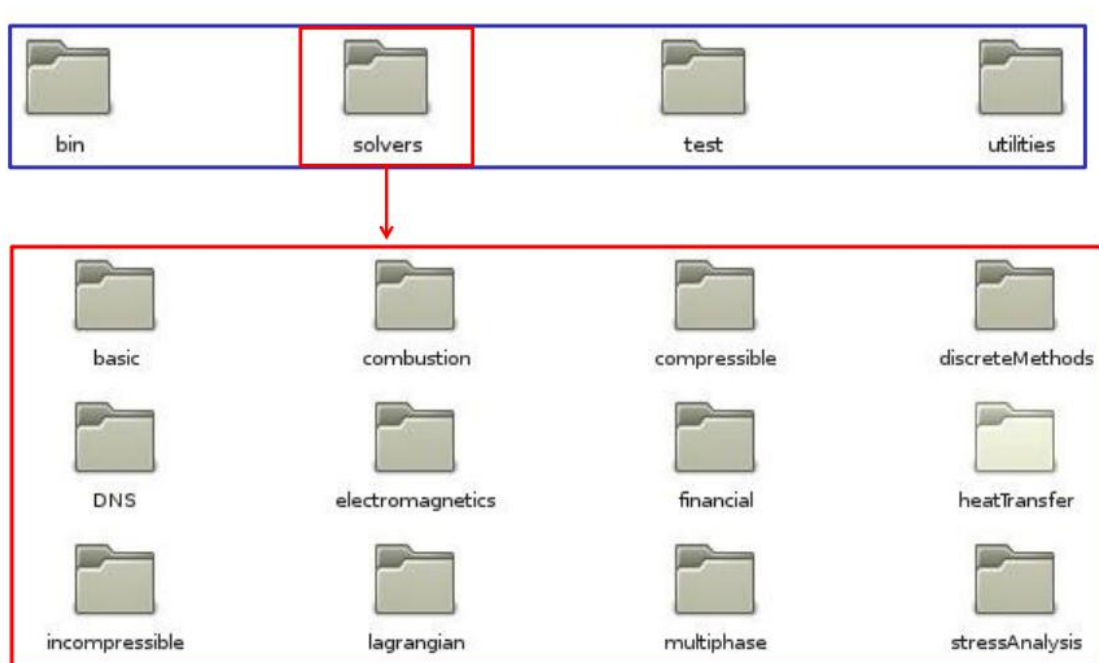 bin solvers test utilities
basic combustion compressible discreteMethods
DNS electromagnetics financial heatTransfer
incompressible lagrangian multiphase stressAnalysis